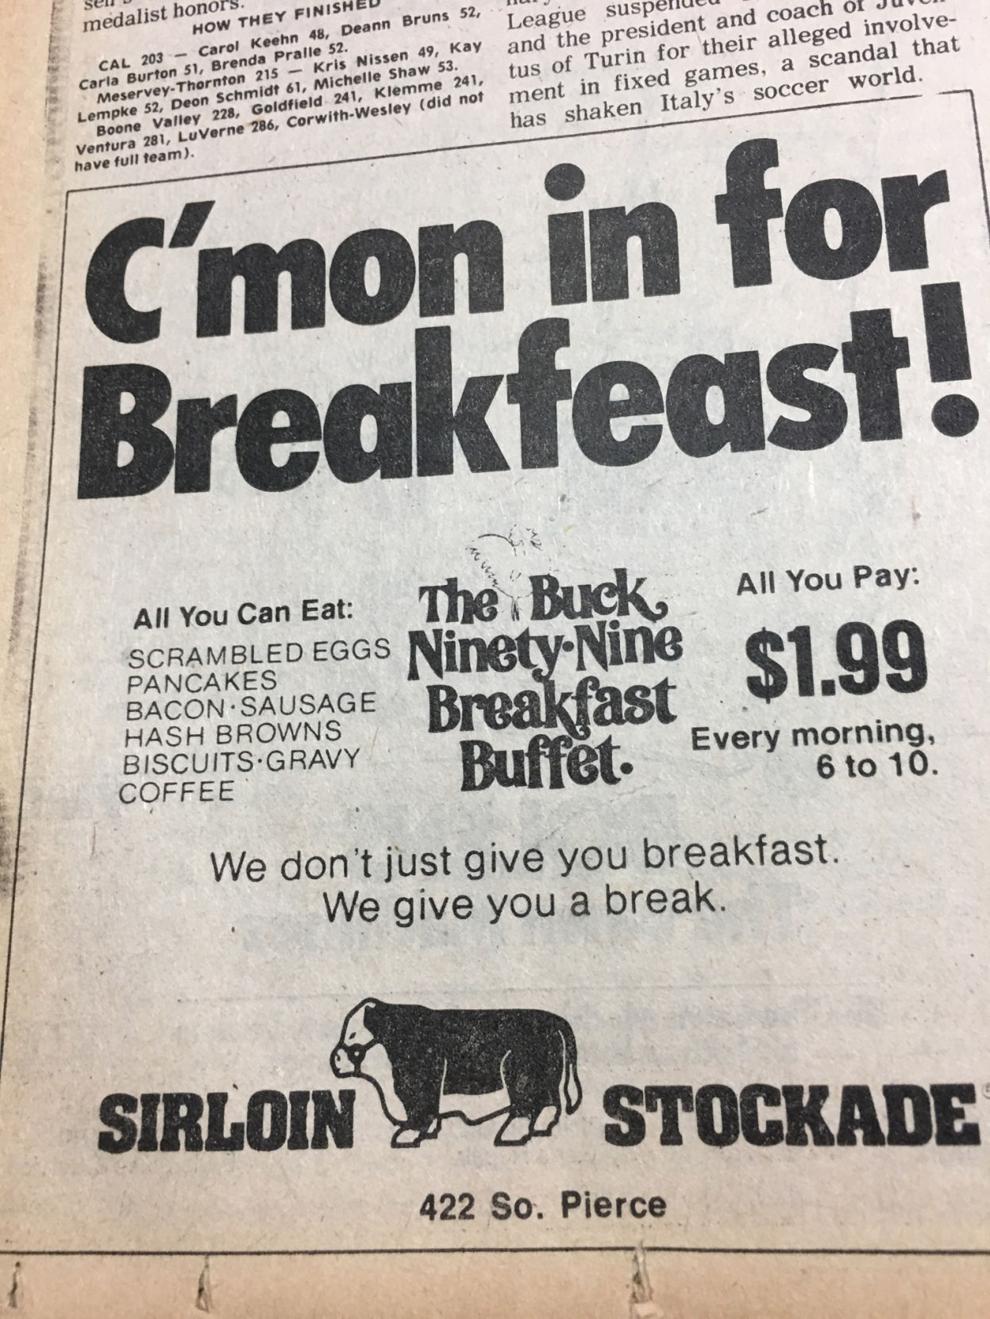 medalist honors.
HOW THEY FINISHED
CAL 203 — Carol Keehn 48, Deann Bruns 52,
Carla Burton 51, Brenda Pralle 52.
Meservey-Thornton 215 — Kris Nissen 49, Kay
Lempke 52, Deon Schmidt 61, Michelle Shaw 53.
Boone Valley 228, Goldfield 241, Klemme 241,
Ventura 281, LuVerne 286, Corwith-Wesley (did not
have full team).
League suspended
and the president and coach of
tus of Turin for their alleged involve-
ment in fixed games, a scandal that
has shaken Italy's soccer world.
C'mon in for
Breakfeast!
All You Can Eat:
SCRAMBLED EGGS
PANCAKES
BACON·SAUSAGE
HASH BROWNS
BISCUITS·GRAVY
COFFEE
The Buck
Ninety·Nine
Breakfast
Buffet.
All You Pay:
$1.99
Every morning,
6 to 10.
We don't just give you breakfast.
We give you a break.
SIRLOIN STOCKADE
422 So. Pierce